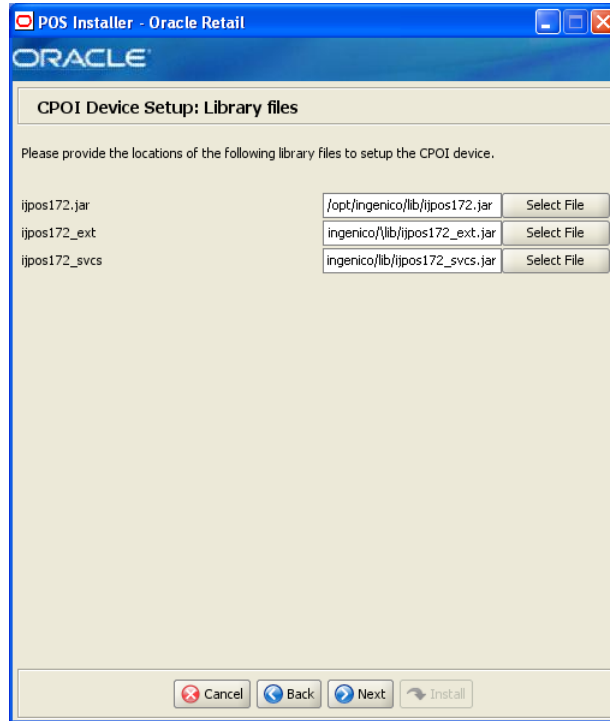 POS Installer - Oracle Retail
ORACLE
CPOI Device Setup: Library files
Please provide the locations of the following library files to setup the CPOI device.
ijpos172.jar /opt/ingenico/lib/ijpos172.jar Select File
ijpos172_ext ingenico/\lib/ijpos172_ext.jar Select File
ijpos172_svcs ingenico/lib/ijpos172_svcs.jar Select File
Cancel Back Next Install